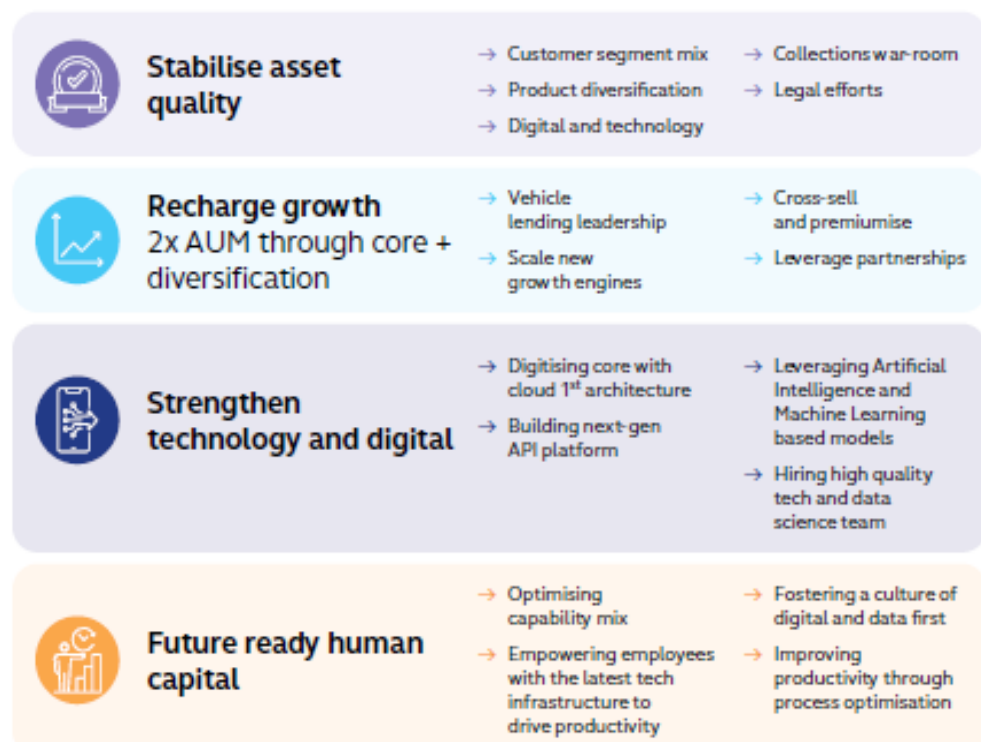 Stabilise asset
quality
→ Customer segment mix
→ Product diversification
→ Digital and technology
→ Collections war-room
→ Legal efforts
Recharge growth
2x AUM through core +
diversification
→ Vehicle
lending leadership
→ Scale new
growth engines
→ Cross-sell
and premiumise
→ Leverage partnerships
Strengthen
technology and digital
→ Digitising core with
cloud 1st architecture
→ Building next-gen
API platform
→ Leveraging Artificial
Intelligence and
Machine Learning
based models
→ Hiring high quality
tech and data
science team
Future ready human
capital
→ Optimising
capability mix
→ Empowering employees
with the latest tech
infrastructure to
drive productivity
→ Fostering a culture of
digital and data first
→ Improving
productivity through
process optimisation